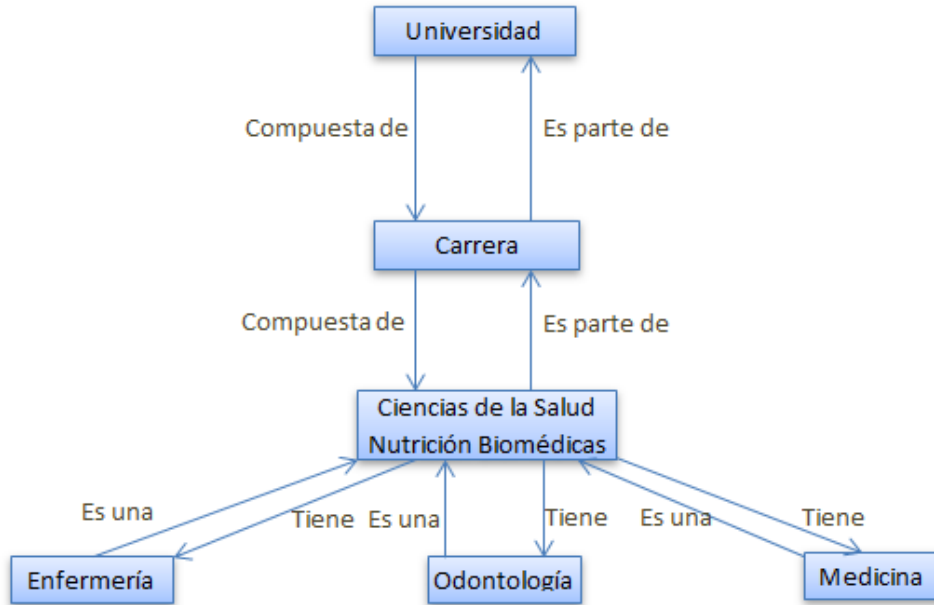 Universidad
Compuesta de
Es parte de
Carrera
Compuesta de
Es parte de
Ciencias de la Salud
Nutrición Biomédicas
Es una
Tiene
Es una
Tiene
Es una
Tiene
Enfermería
Odontología
Medicina